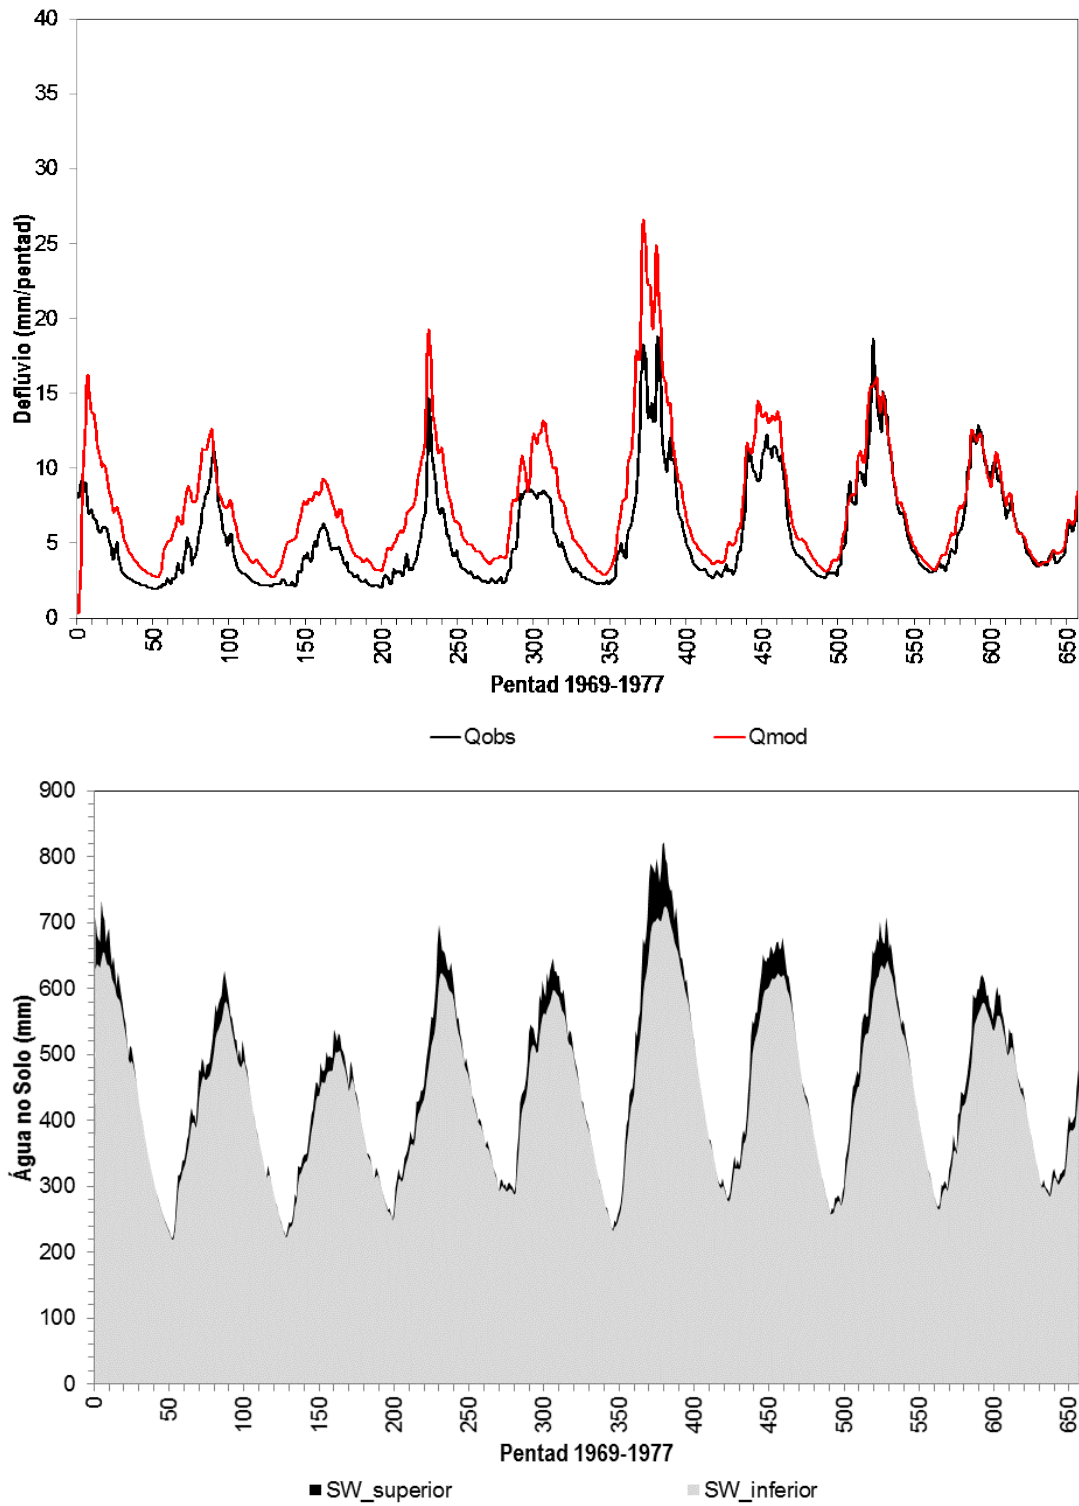 40
35
30
25
20
15
10
5
0
Deflúvio (mm/pentad)
0 50 100 150 200 250 300 350 400 450 500 550 600 650
Pentad 1969-1977
Qobs Qmod
900
800
700
600
500
400
300
200
100
0
Água no Solo (mm)
0 50 100 150 200 250 300 350 400 450 500 550 600 650
Pentad 1969-1977
SW_superior SW_inferior